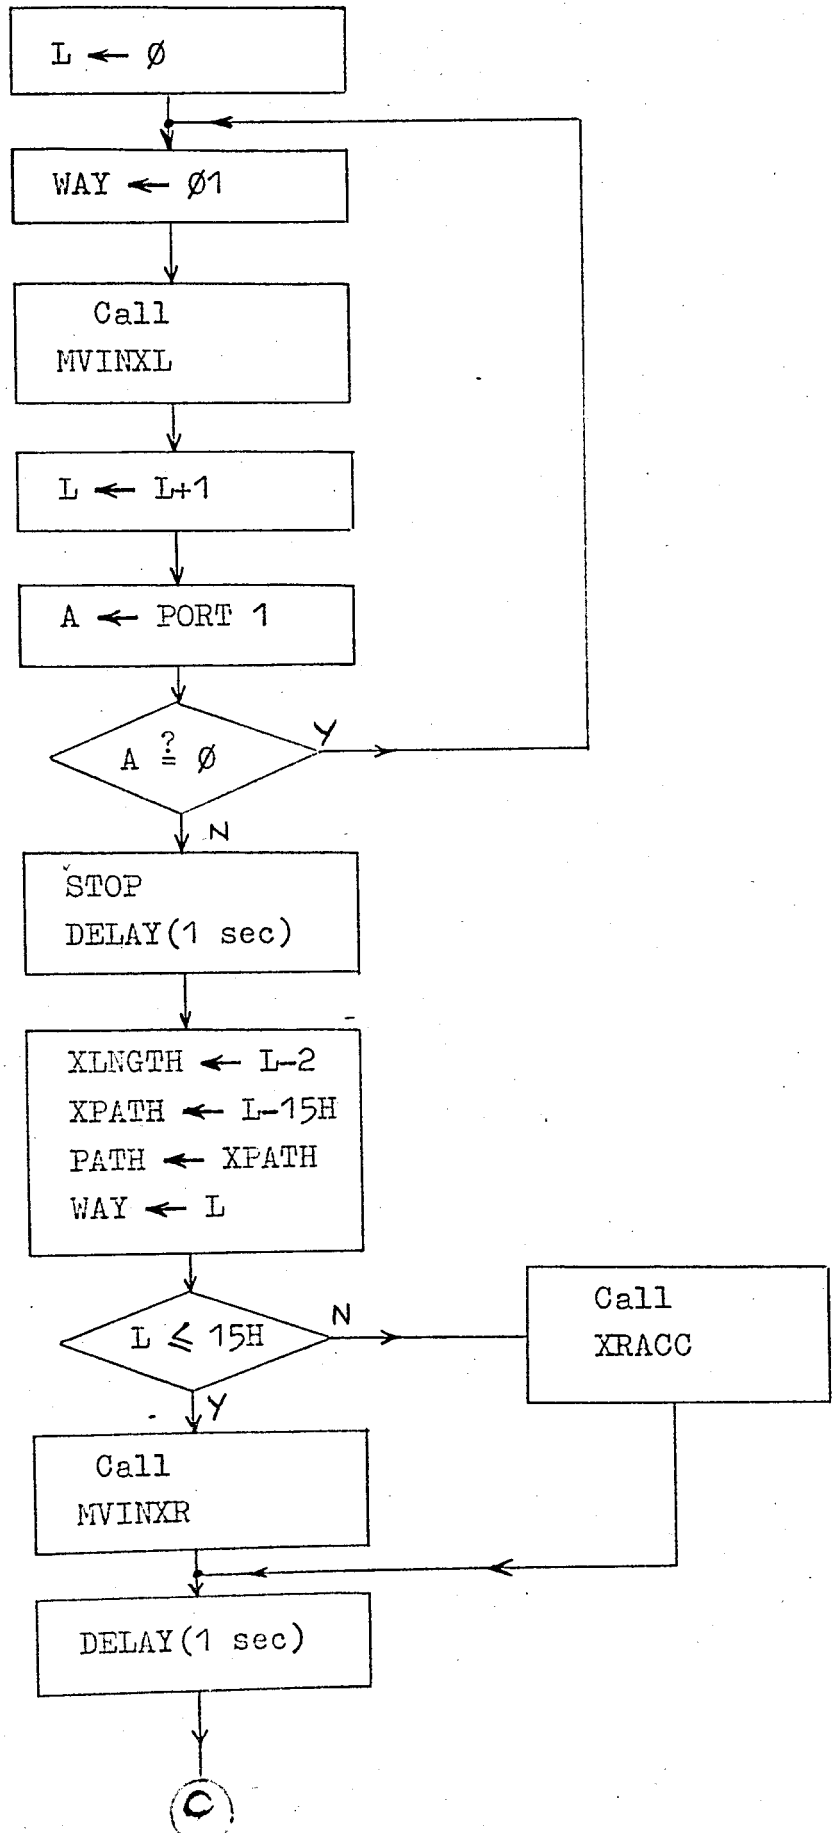 L ← Ø
WAY ← Ø1
Call
MVINXL
L ← L+1
A ← PORT 1
A ≟ Ø
Y
N
STOP
DELAY(1 sec)
XLNGTH ← L-2
XPATH ← L-15H
PATH ← XPATH
WAY ← L
L ⩽ 15H
N
Call
XRACC
Y
Call
MVINXR
DELAY(1 sec)
C